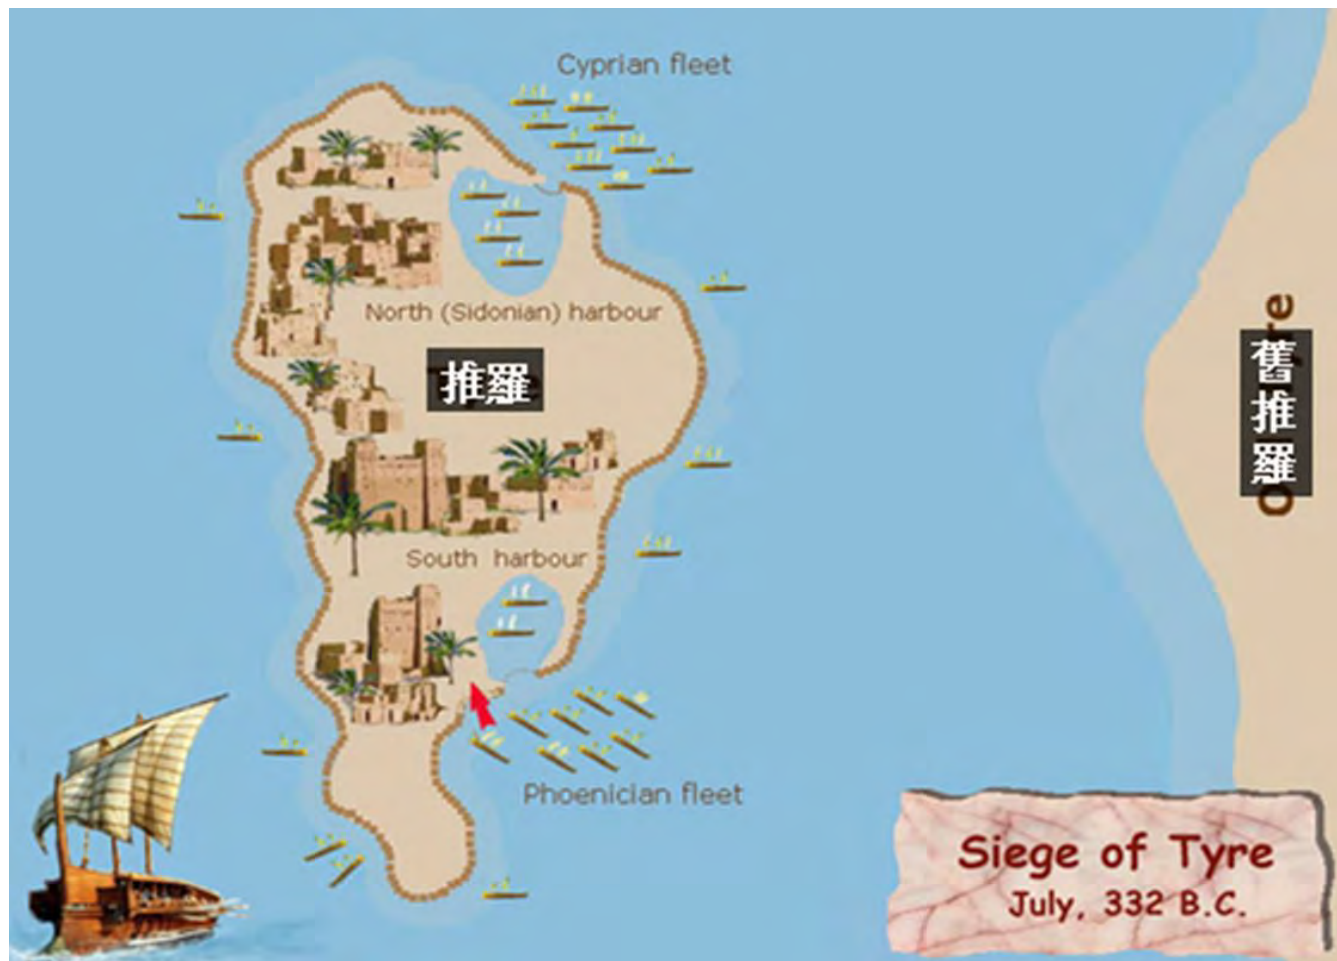 Cyprian fleet
North (Sidonian) harbour
推羅
舊推羅
South harbour
Phoenician fleet
Siege of Tyre
July, 332 B.C.